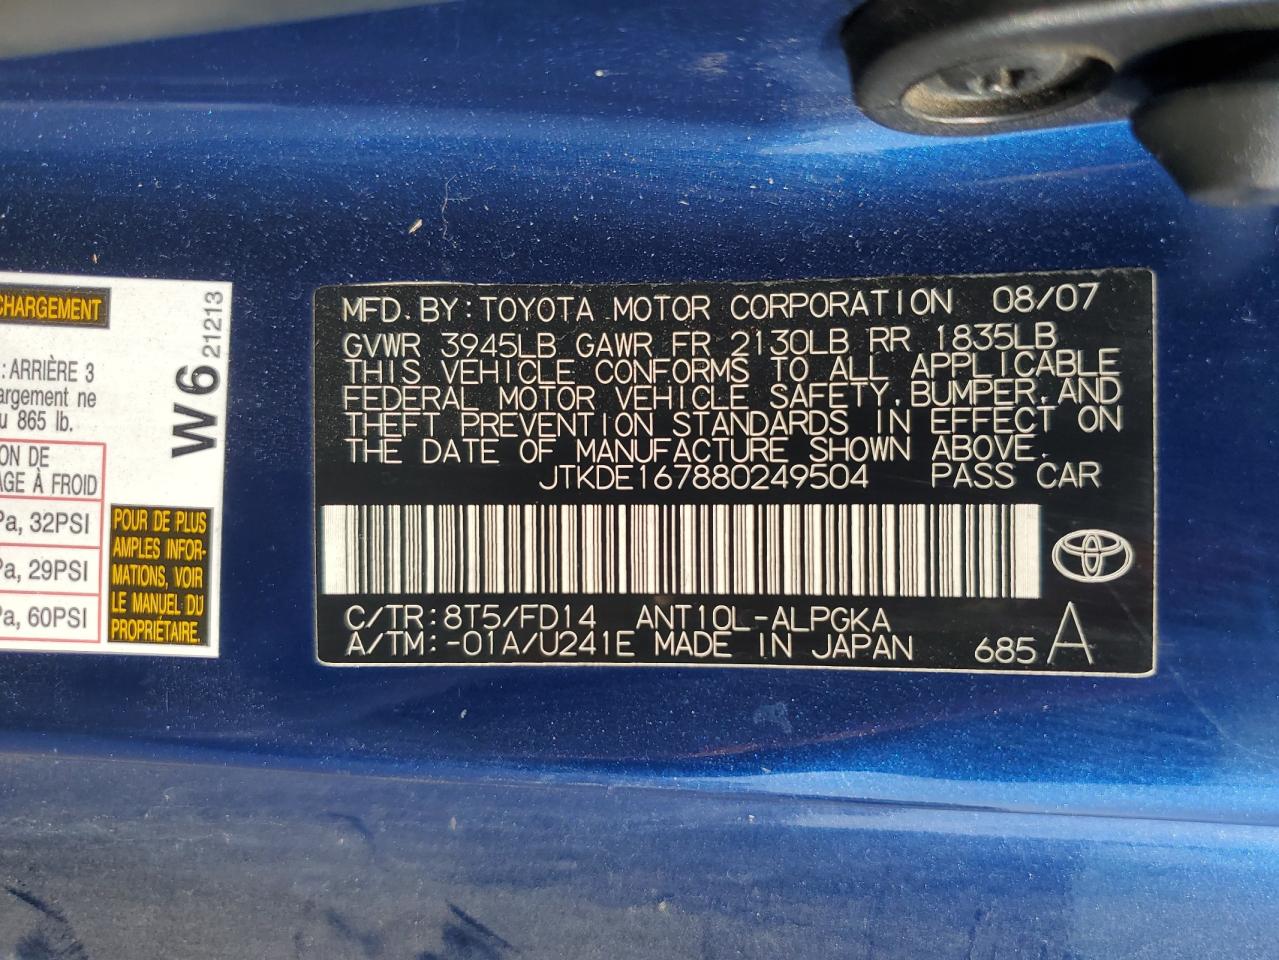 CHARGEMENT
: ARRIÈRE 3
argement ne
865 lb.
ON DE
AGE À FROID
Pa, 32PSI
Pa, 29PSI
Pa, 60PSI
W6 21213
POUR DE PLUS
AMPLES INFOR-
MATIONS, VOIR
LE MANUEL DU
PROPRIÉTAIRE.
MFD. BY: TOYOTA MOTOR CORPORATION 08/07
GVWR 3945LB GAWR FR 2130LB RR 1835LB
THIS VEHICLE CONFORMS TO ALL APPLICABLE
FEDERAL MOTOR VEHICLE SAFETY, BUMPER, AND
THEFT PREVENTION STANDARDS IN EFFECT ON
THE DATE OF MANUFACTURE SHOWN ABOVE.
JTKDE167880249504 PASS CAR
C/TR: 8T5/FD14 ANT10L-ALPGKA
A/TM: -01A/U241E MADE IN JAPAN 685 A